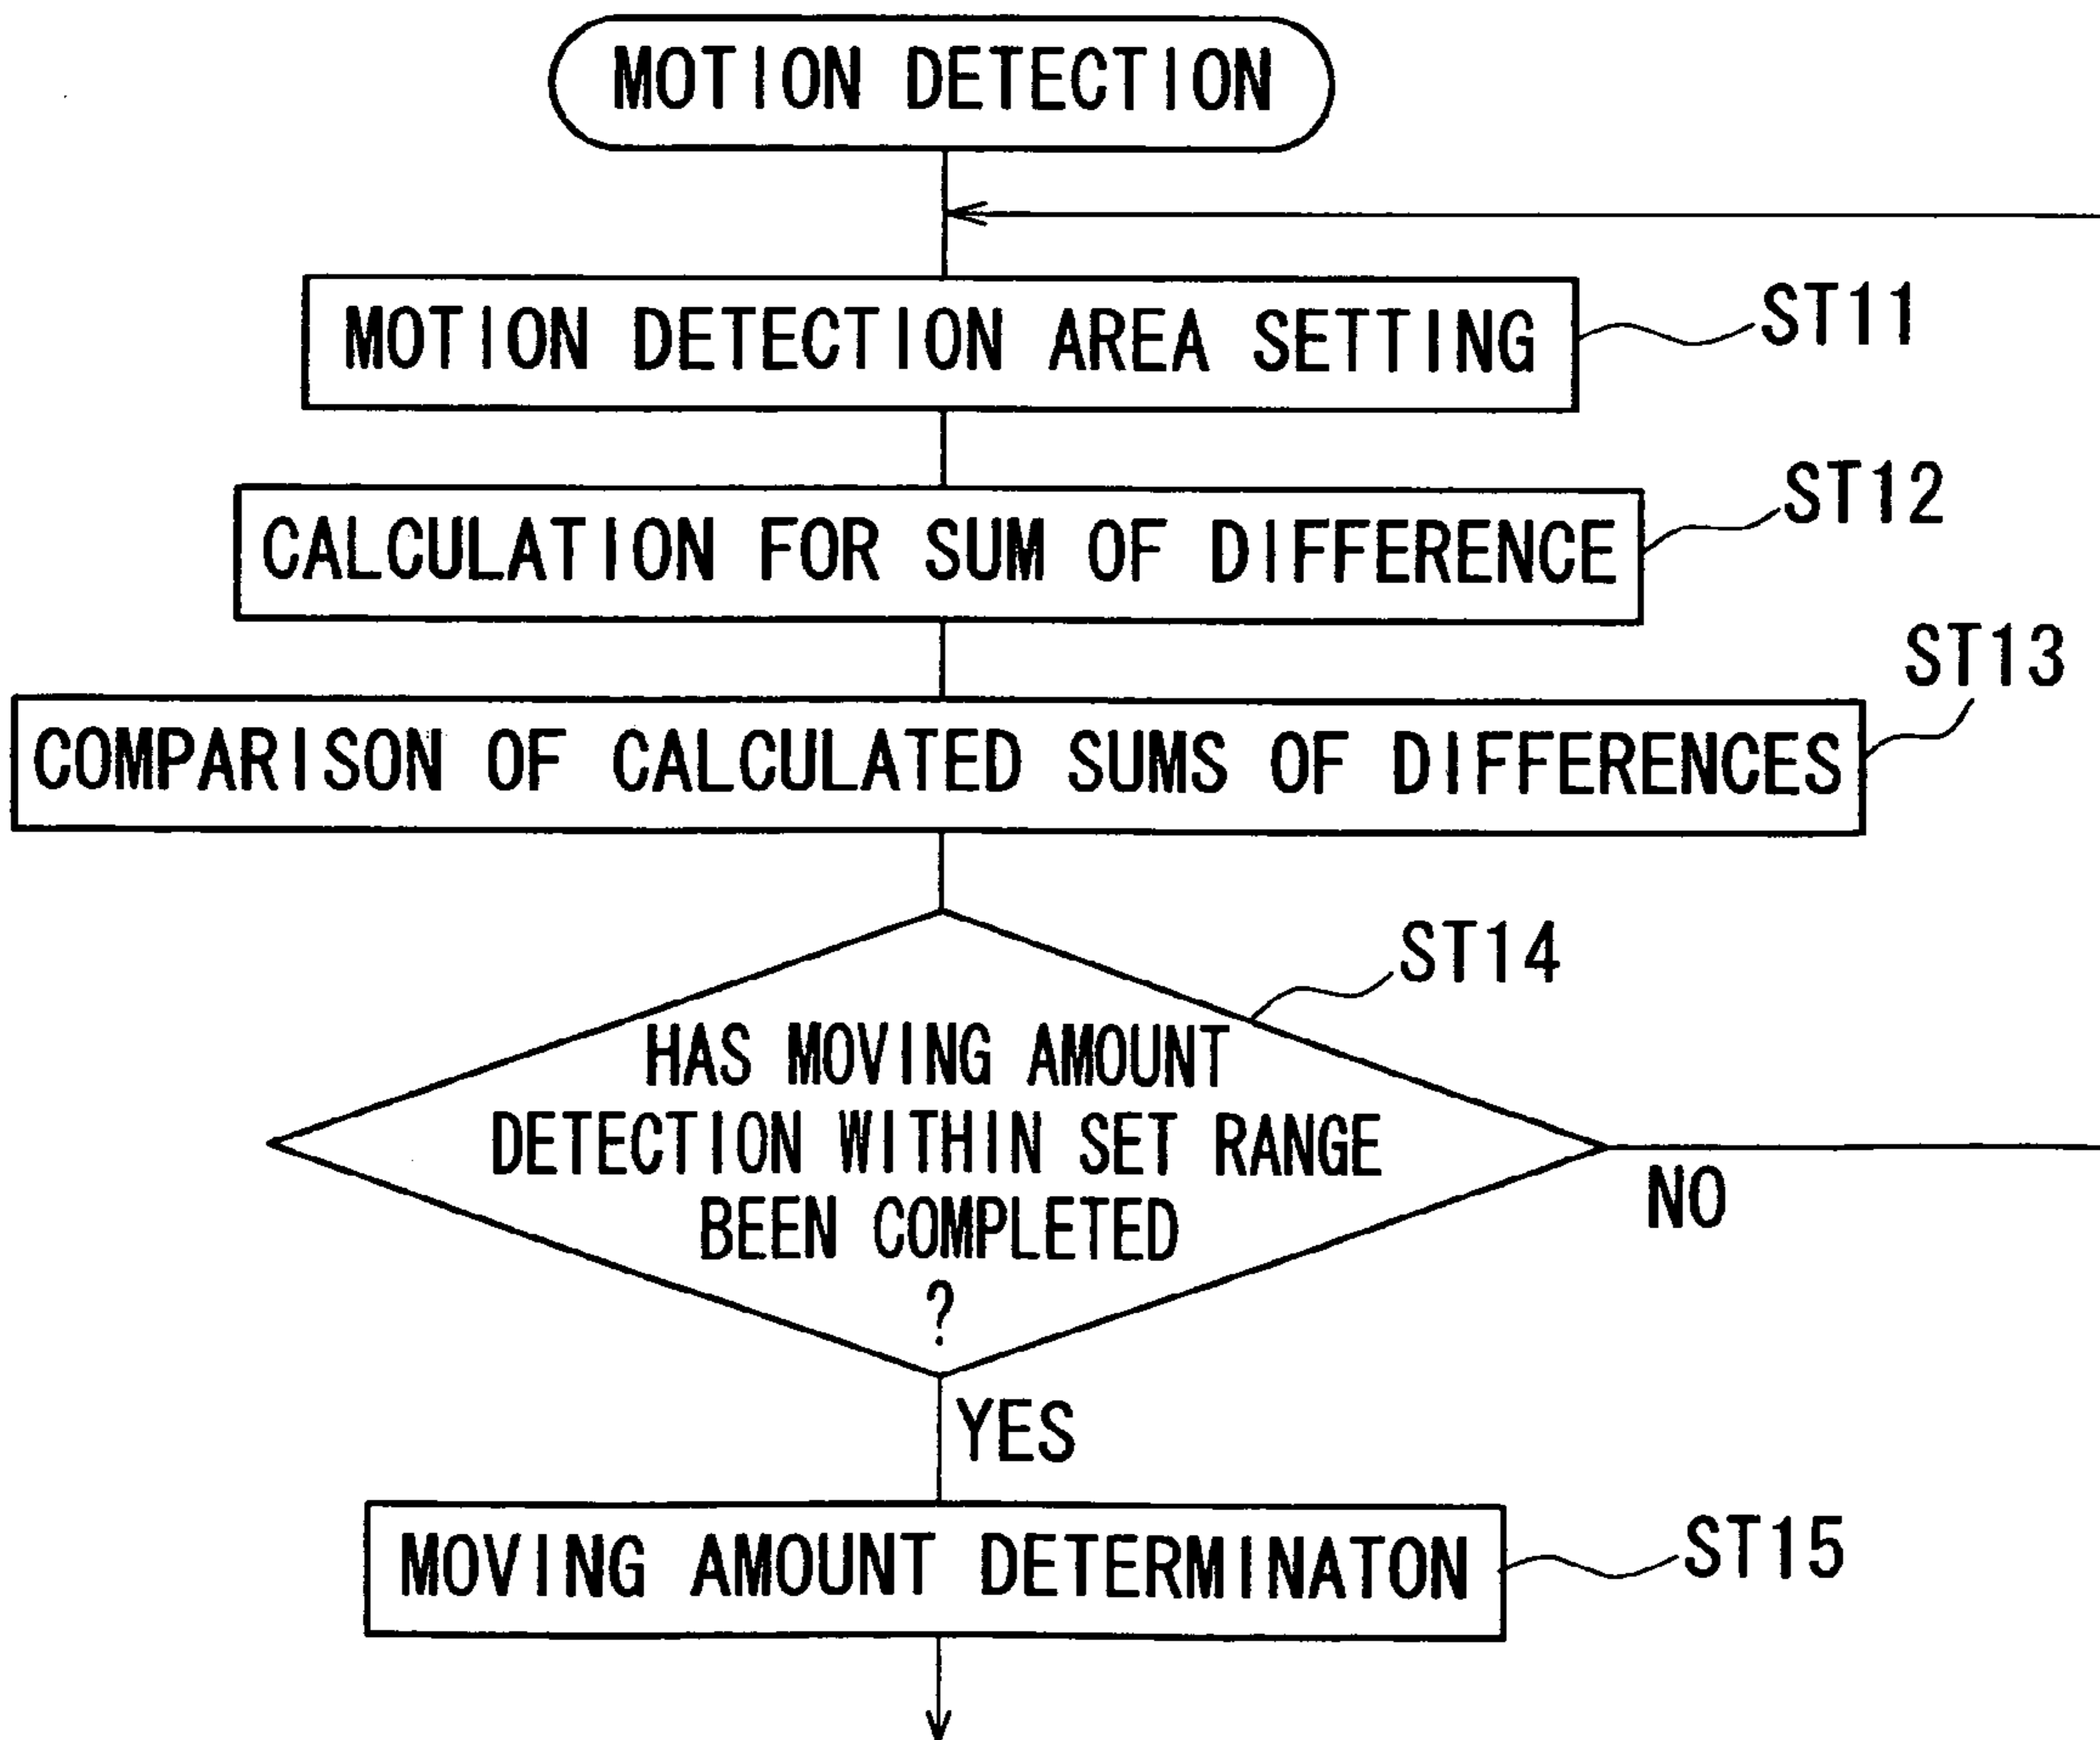 MOTION DETECTION
MOTION DETECTION AREA SETTING
ST11
CALCULATION FOR SUM OF DIFFERENCE
ST12
COMPARISON OF CALCULATED SUMS OF DIFFERENCES
ST13
HAS MOVING AMOUNT
DETECTION WITHIN SET RANGE
BEEN COMPLETED
?
ST14
NO
YES
MOVING AMOUNT DETERMINATON
ST15